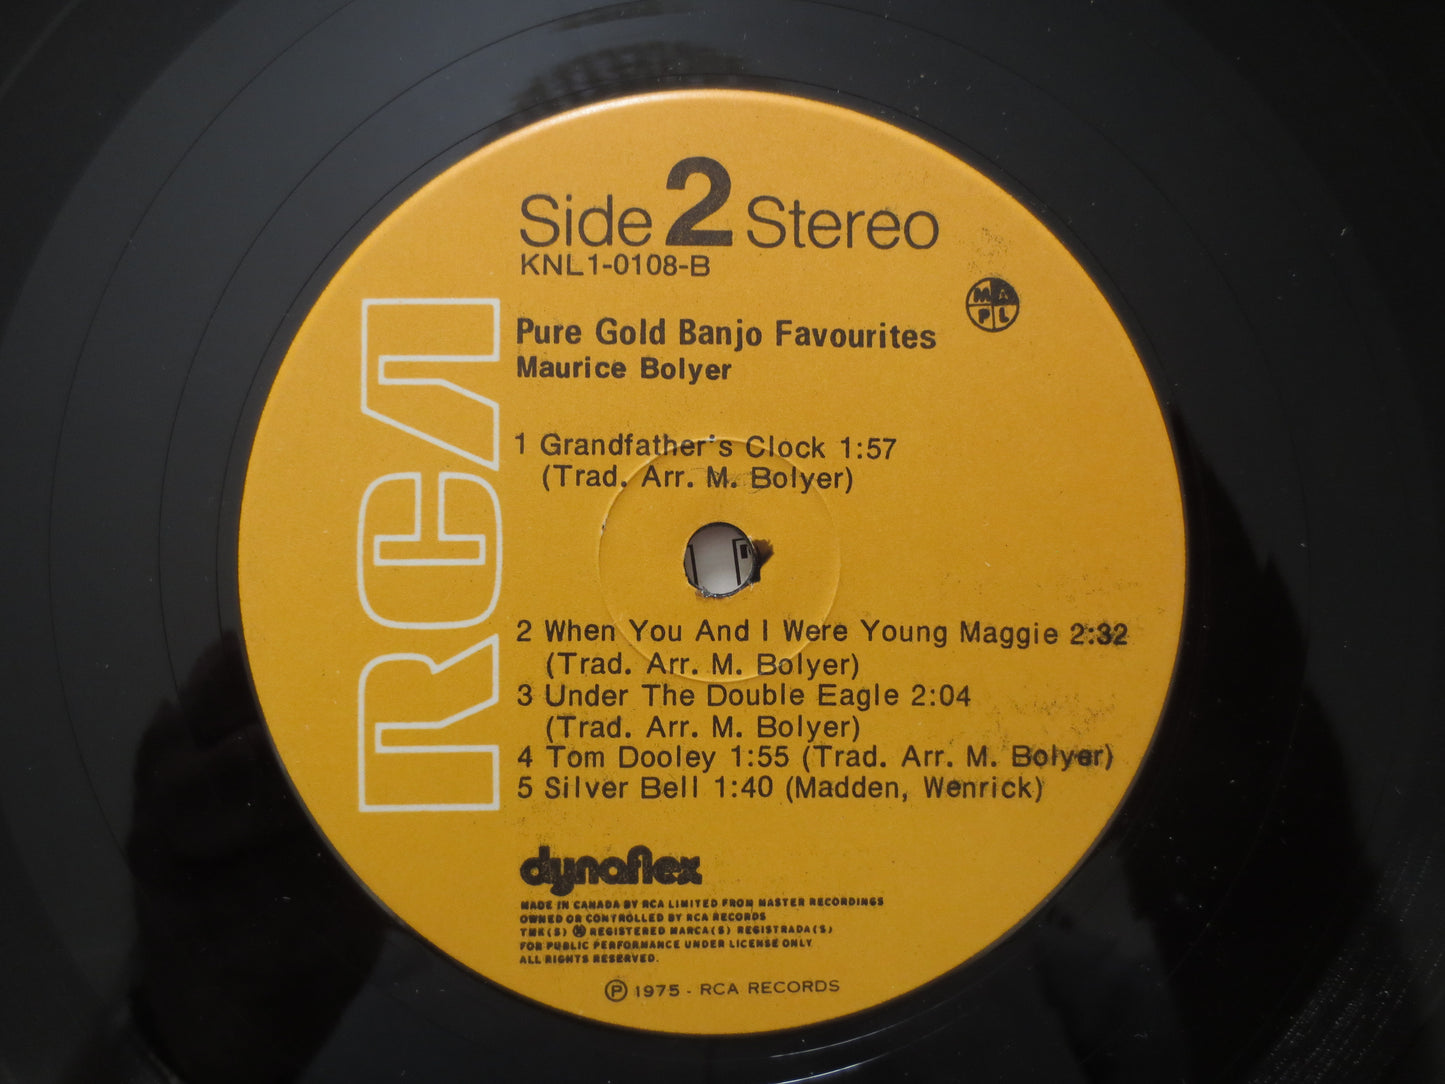 Side 2 Stereo
KNL1-0108-B
M A
P L
Pure Gold Banjo Favourites
Maurice Bolyer
RCA
1 Grandfather's Clock 1:57
(Trad. Arr. M. Bolyer)
2 When You And I Were Young Maggie 2:32
(Trad. Arr. M. Bolyer)
3 Under The Double Eagle 2:04
(Trad. Arr. M. Bolyer)
4 Tom Dooley 1:55 (Trad. Arr. M. Bolyer)
5 Silver Bell 1:40 (Madden, Wenrick)
dynaflex
MADE IN CANADA BY RCA LIMITED FROM MASTER RECORDINGS
OWNED OR CONTROLLED BY RCA RECORDS
TMK(S) ® REGISTERED MARCA(S) REGISTRADA(S)
FOR PUBLIC PERFORMANCE UNDER LICENSE ONLY
ALL RIGHTS RESERVED.
℗ 1975 - RCA RECORDS